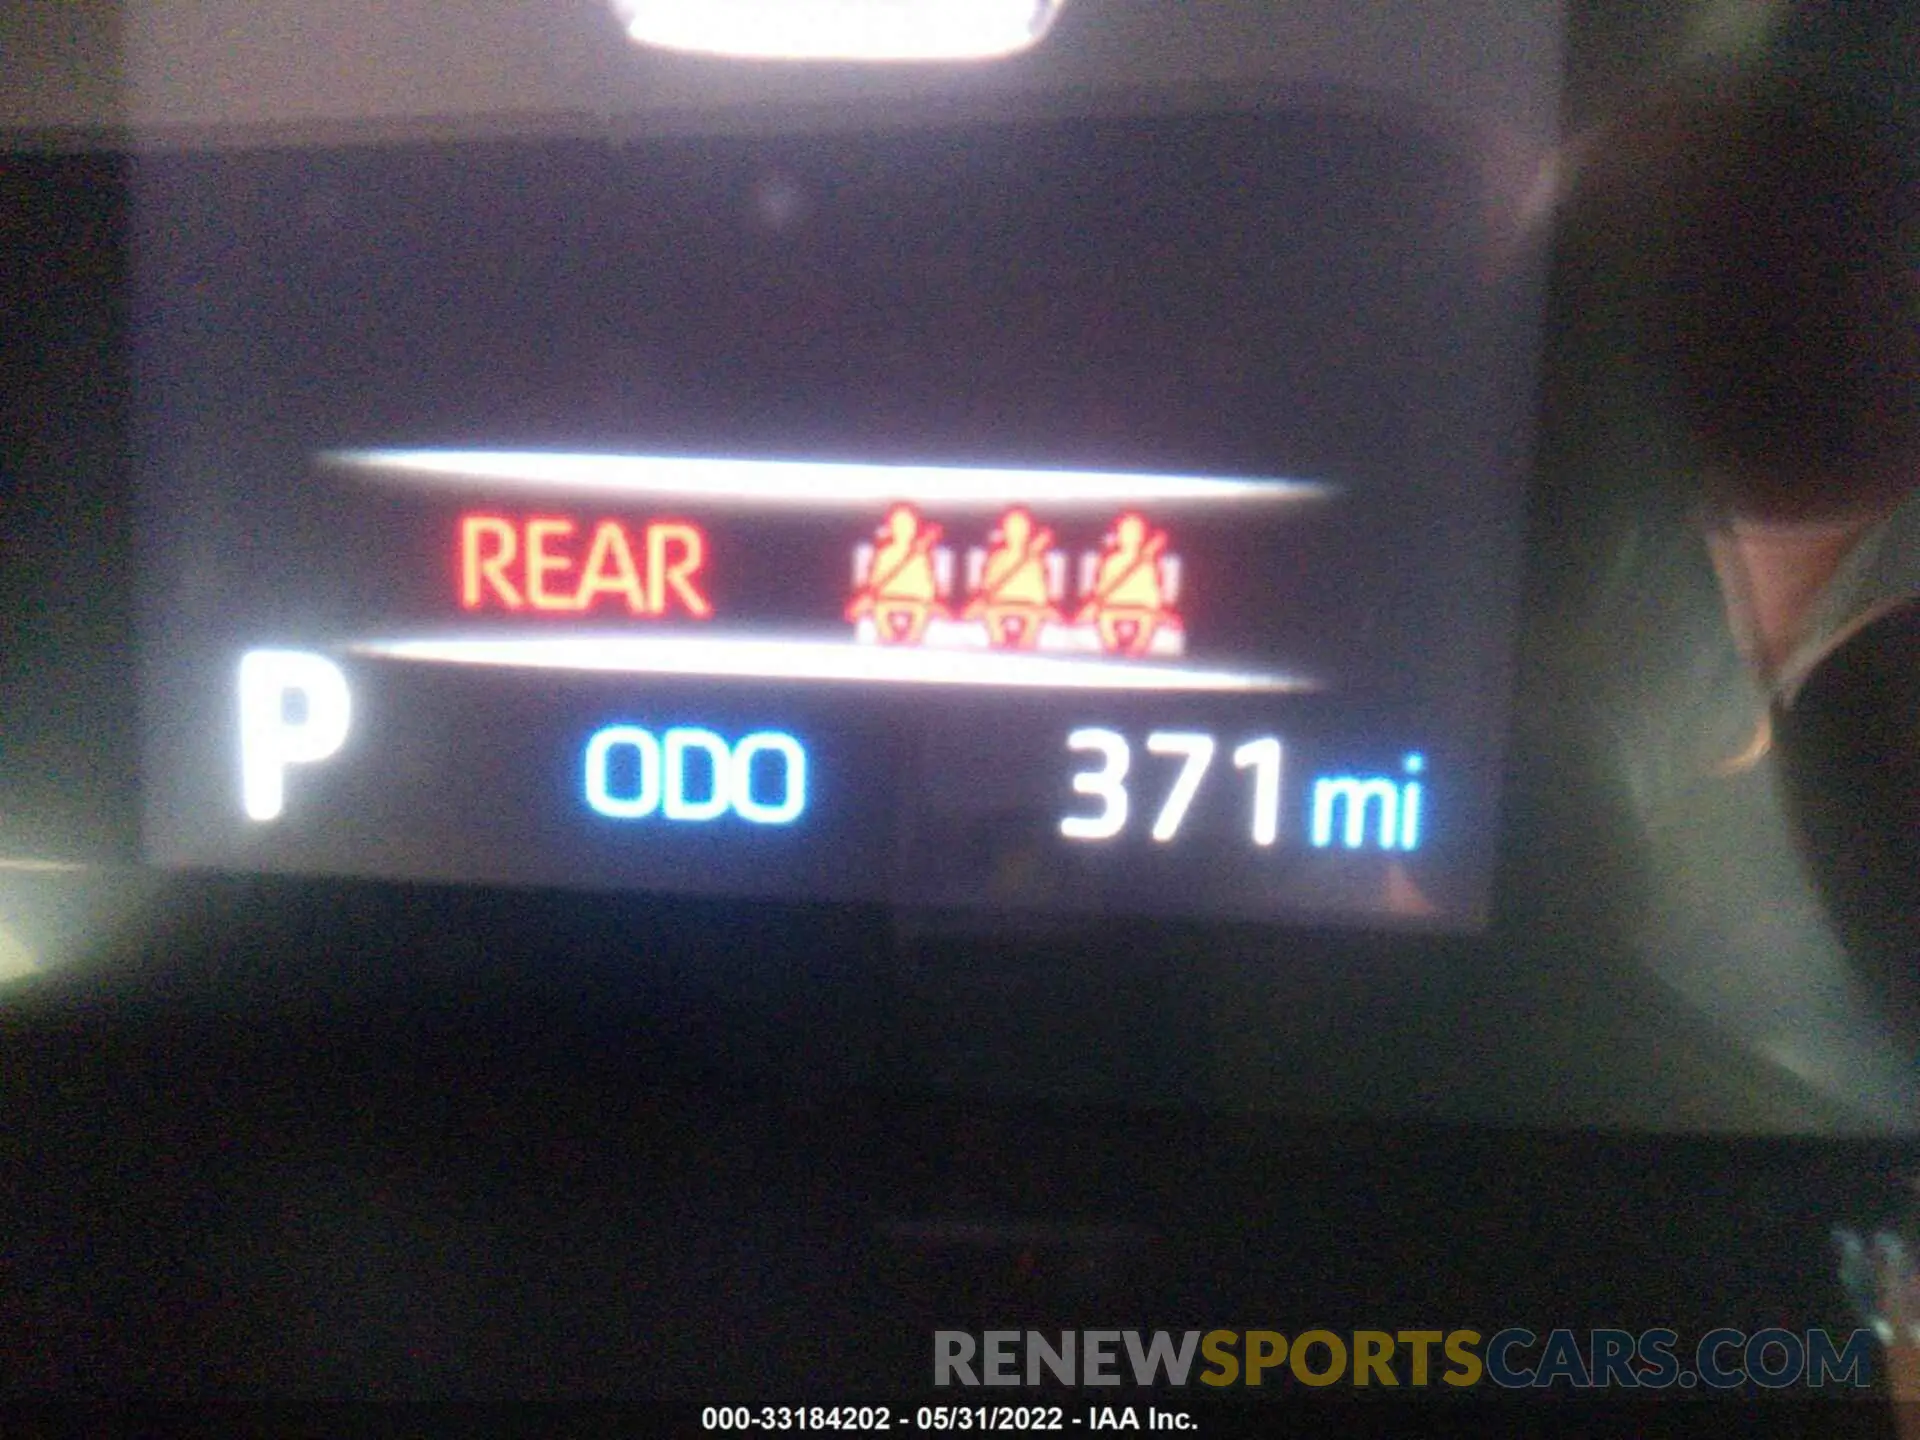 REAR
P ODO 371 mi
RENEWSPORTSCARS.COM
000-33184202 - 05/31/2022 - IAA Inc.